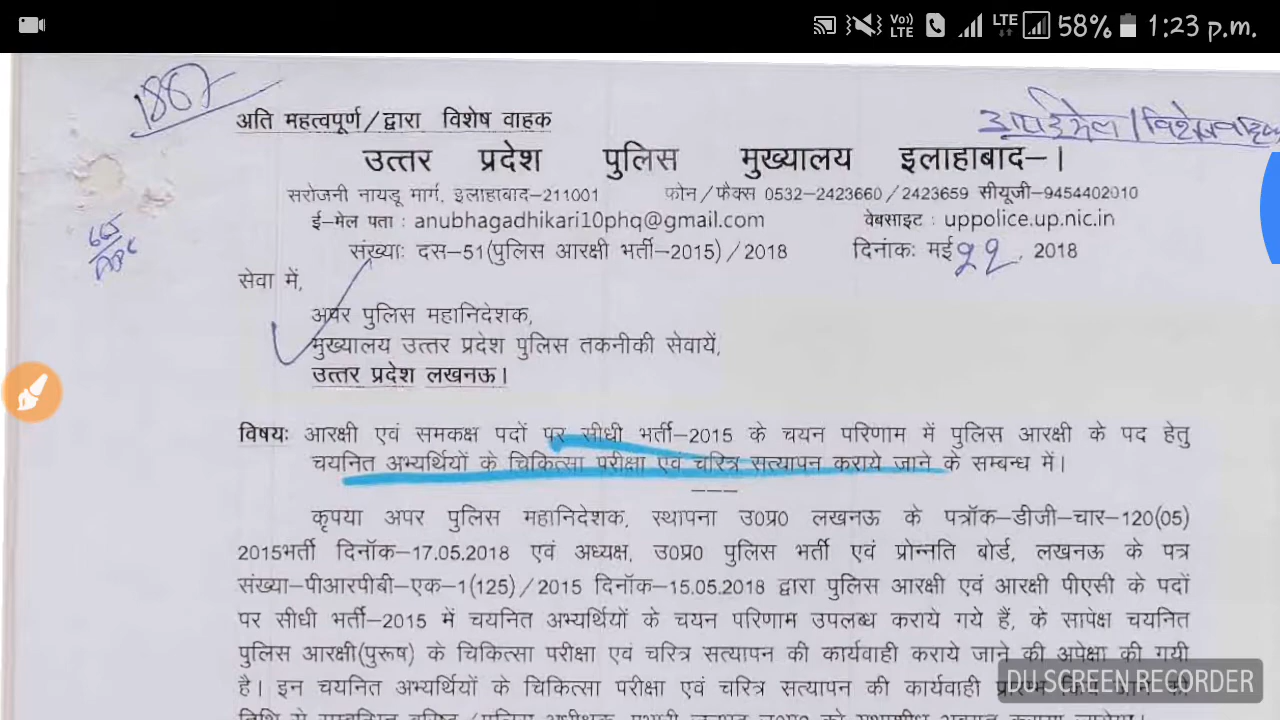 VoLTE LTE 58% 1:23 p.m.
1887
अति महत्वपूर्ण/द्वारा विशेष वाहक
/विशेषवाहक
उत्तर प्रदेश पुलिस मुख्यालय इलाहाबाद-।
सरोजनी नायडू मार्ग, इलाहाबाद-211001 फोन/फैक्स 0532-2423660/2423659 सीयूजी-9454402010
ई-मेल पता : anubhagadhikari10phq@gmail.com वेबसाइट : uppolice.up.nic.in
संख्याः दस-51(पुलिस आरक्षी भर्ती-2015)/2018 दिनांकः मई 22, 2018
सेवा में,
अपर पुलिस महानिदेशक,
मुख्यालय उत्तर प्रदेश पुलिस तकनीकी सेवायें,
उत्तर प्रदेश लखनऊ।
विषयः आरक्षी एवं समकक्ष पदों पर सीधी भर्ती-2015 के चयन परिणाम में पुलिस आरक्षी के पद हेतु
चयनित अभ्यर्थियों के चिकित्सा परीक्षा एवं चरित्र सत्यापन कराये जाने के सम्बन्ध में।
कृपया अपर पुलिस महानिदेशक, स्थापना उ0प्र0 लखनऊ के पत्रॉक-डीजी-चार-120(05)
2015भर्ती दिनॉक-17.05.2018 एवं अध्यक्ष, उ0प्र0 पुलिस भर्ती एवं प्रोन्नति बोर्ड, लखनऊ के पत्र
संख्या-पीआरपीबी-एक-1(125)/2015 दिनॉक-15.05.2018 द्वारा पुलिस आरक्षी एवं आरक्षी पीएसी के पदों
पर सीधी भर्ती-2015 में चयनित अभ्यर्थियों के चयन परिणाम उपलब्ध कराये गये हैं, के सापेक्ष चयनित
पुलिस आरक्षी(पुरूष) के चिकित्सा परीक्षा एवं चरित्र सत्यापन की कार्यवाही कराये जाने की अपेक्षा की गयी
है। इन चयनित अभ्यर्थियों के चिकित्सा परीक्षा एवं चरित्र सत्यापन की कार्यवाही
DU SCREEN RECORDER